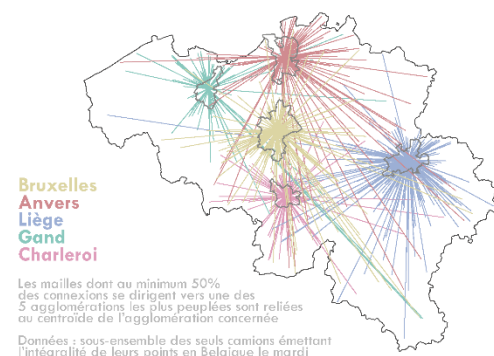 Bruxelles
Anvers
Liège
Gand
Charleroi
Les mailles dont au minimum 50%
des connexions se dirigent vers une des
5 agglomérations les plus peuplées sont reliées
au centroïde de l'agglomération concernée
Données : sous-ensemble des seuls camions émettant
l'intégralité de leurs points en Belgique le mardi